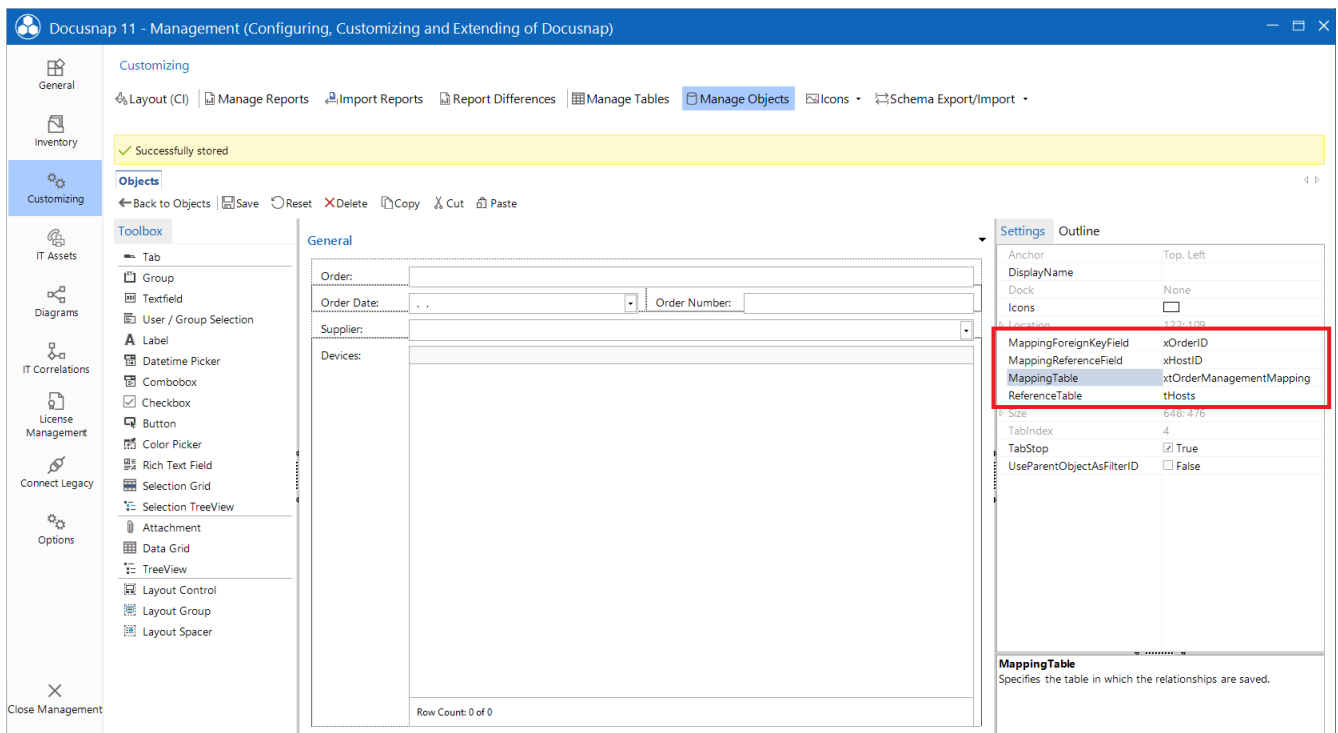 Docusnap 11 - Management (Configuring, Customizing and Extending of Docusnap)
General
Inventory
Customizing
IT Assets
Diagrams
IT Correlations
License
Management
Connect Legacy
Options
Close Management
Customizing
Layout (CI) Manage Reports Import Reports Report Differences Manage Tables Manage Objects Icons Schema Export/Import
Successfully stored
Objects
Back to Objects Save Reset Delete Copy Cut Paste
Toolbox
Tab
Group
Textfield
User / Group Selection
Label
Datetime Picker
Combobox
Checkbox
Button
Color Picker
Rich Text Field
Selection Grid
Selection TreeView
Attachment
Data Grid
TreeView
Layout Control
Layout Group
Layout Spacer
General
Order:
Order Date: . . Order Number:
Supplier:
Devices:
Row Count: 0 of 0
Settings Outline
Anchor Top, Left
DisplayName
Dock None
Icons
Location 122; 109
MappingForeignKeyField xOrderID
MappingReferenceField xHostID
MappingTable xtOrderManagementMapping
ReferenceTable tHosts
Size 648; 476
TabIndex 4
TabStop True
UseParentObjectAsFilterID False
MappingTable
Specifies the table in which the relationships are saved.